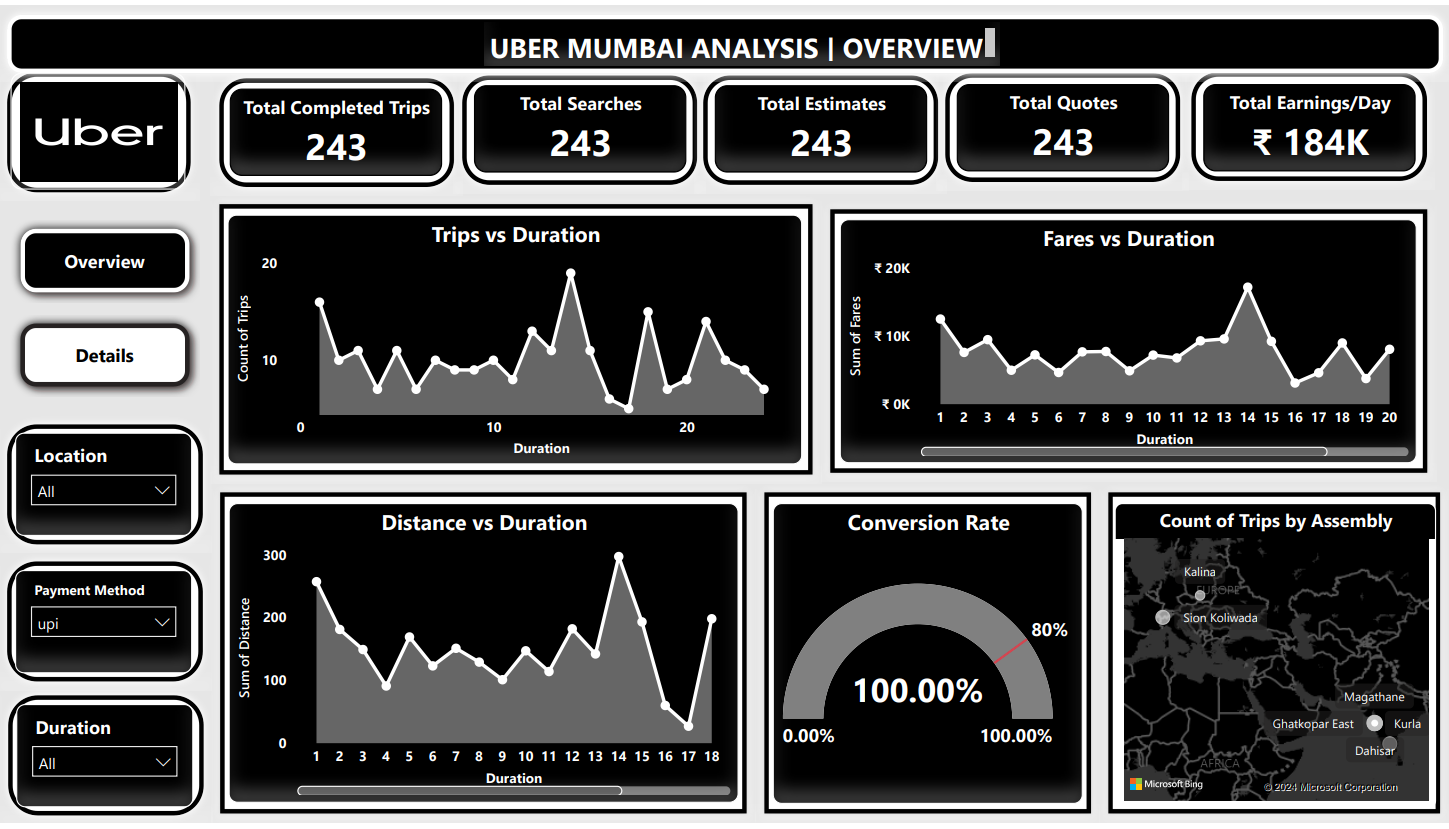 UBER MUMBAI ANALYSIS | OVERVIEW
Uber
Total Completed Trips
243
Total Searches
243
Total Estimates
243
Total Quotes
243
Total Earnings/Day
₹ 184K
Overview
Details
Location
All
Payment Method
upi
Duration
All
Trips vs Duration
Count of Trips
20
10
0 10 20
Duration
Fares vs Duration
Sum of Fares
₹ 20K
₹ 10K
₹ 0K
1 2 3 4 5 6 7 8 9 10 11 12 13 14 15 16 17 18 19 20
Duration
Distance vs Duration
Sum of Distance
300
200
100
0
1 2 3 4 5 6 7 8 9 10 11 12 13 14 15 16 17 18
Duration
Conversion Rate
80%
100.00%
0.00% 100.00%
Count of Trips by Assembly
Kalina
EUROPE
Sion Koliwada
Magathane
Ghatkopar East Kurla
Dahisar
AFRICA
Microsoft Bing
© 2024 Microsoft Corporation